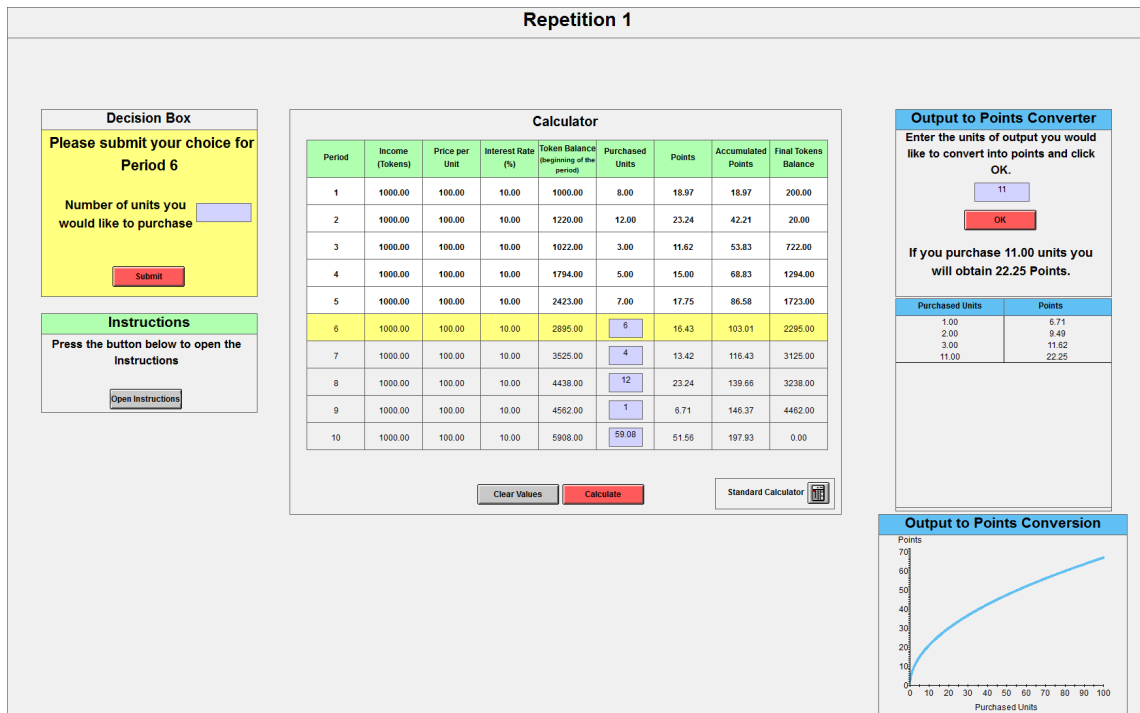 Repetition 1
Decision Box
Please submit your choice for
Period 6
Number of units you
would like to purchase
Submit
Instructions
Press the button below to open the
Instructions
Open Instructions
Calculator
Period Income (Tokens) Price per Unit Interest Rate (%) Token Balance (beginning of the period) Purchased Units Points Accumulated Points Final Tokens Balance
1 1000.00 100.00 10.00 1000.00 8.00 18.97 18.97 200.00
2 1000.00 100.00 10.00 1220.00 12.00 23.24 42.21 20.00
3 1000.00 100.00 10.00 1022.00 3.00 11.62 53.83 722.00
4 1000.00 100.00 10.00 1794.00 5.00 15.00 68.83 1294.00
5 1000.00 100.00 10.00 2423.00 7.00 17.75 86.58 1723.00
6 1000.00 100.00 10.00 2895.00 6 16.43 103.01 2295.00
7 1000.00 100.00 10.00 3525.00 4 13.42 116.43 3125.00
8 1000.00 100.00 10.00 4438.00 12 23.24 139.66 3238.00
9 1000.00 100.00 10.00 4562.00 1 6.71 146.37 4462.00
10 1000.00 100.00 10.00 5908.00 59.08 51.56 197.93 0.00
Clear Values
Calculate
Standard Calculator
Output to Points Converter
Enter the units of output you would
like to convert into points and click
OK.
11
OK
If you purchase 11.00 units you
will obtain 22.25 Points.
Purchased Units Points
1.00 6.71
2.00 9.49
3.00 11.62
11.00 22.25
Output to Points Conversion
Points
70
60
50
40
30
20
10
0
0 10 20 30 40 50 60 70 80 90 100
Purchased Units